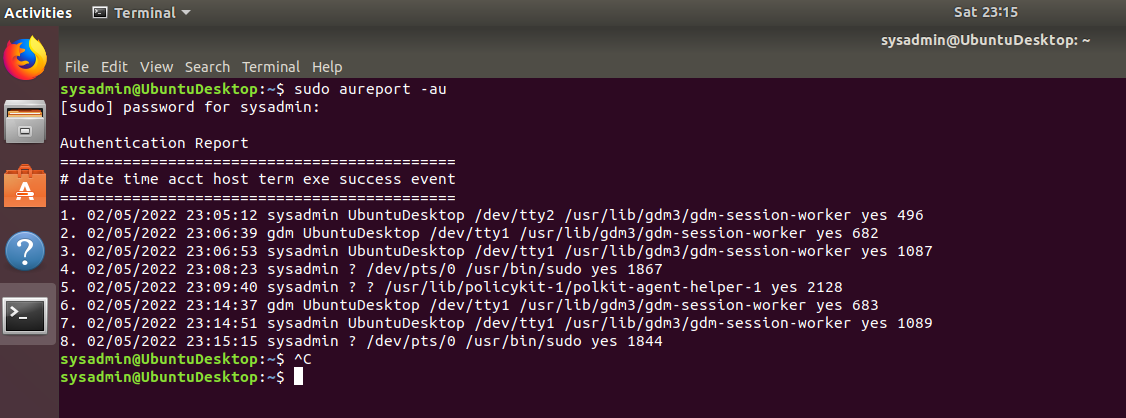 Activities Terminal Sat 23:15
sysadmin@UbuntuDesktop: ~
File Edit View Search Terminal Help
sysadmin@UbuntuDesktop:~$ sudo aureport -au
[sudo] password for sysadmin:
Authentication Report
============================================
# date time acct host term exe success event
============================================
1. 02/05/2022 23:05:12 sysadmin UbuntuDesktop /dev/tty2 /usr/lib/gdm3/gdm-session-worker yes 496
2. 02/05/2022 23:06:39 gdm UbuntuDesktop /dev/tty1 /usr/lib/gdm3/gdm-session-worker yes 682
3. 02/05/2022 23:06:53 sysadmin UbuntuDesktop /dev/tty1 /usr/lib/gdm3/gdm-session-worker yes 1087
4. 02/05/2022 23:08:23 sysadmin ? /dev/pts/0 /usr/bin/sudo yes 1867
5. 02/05/2022 23:09:40 sysadmin ? ? /usr/lib/policykit-1/polkit-agent-helper-1 yes 2128
6. 02/05/2022 23:14:37 gdm UbuntuDesktop /dev/tty1 /usr/lib/gdm3/gdm-session-worker yes 683
7. 02/05/2022 23:14:51 sysadmin UbuntuDesktop /dev/tty1 /usr/lib/gdm3/gdm-session-worker yes 1089
8. 02/05/2022 23:15:15 sysadmin ? /dev/pts/0 /usr/bin/sudo yes 1844
sysadmin@UbuntuDesktop:~$ ^C
sysadmin@UbuntuDesktop:~$